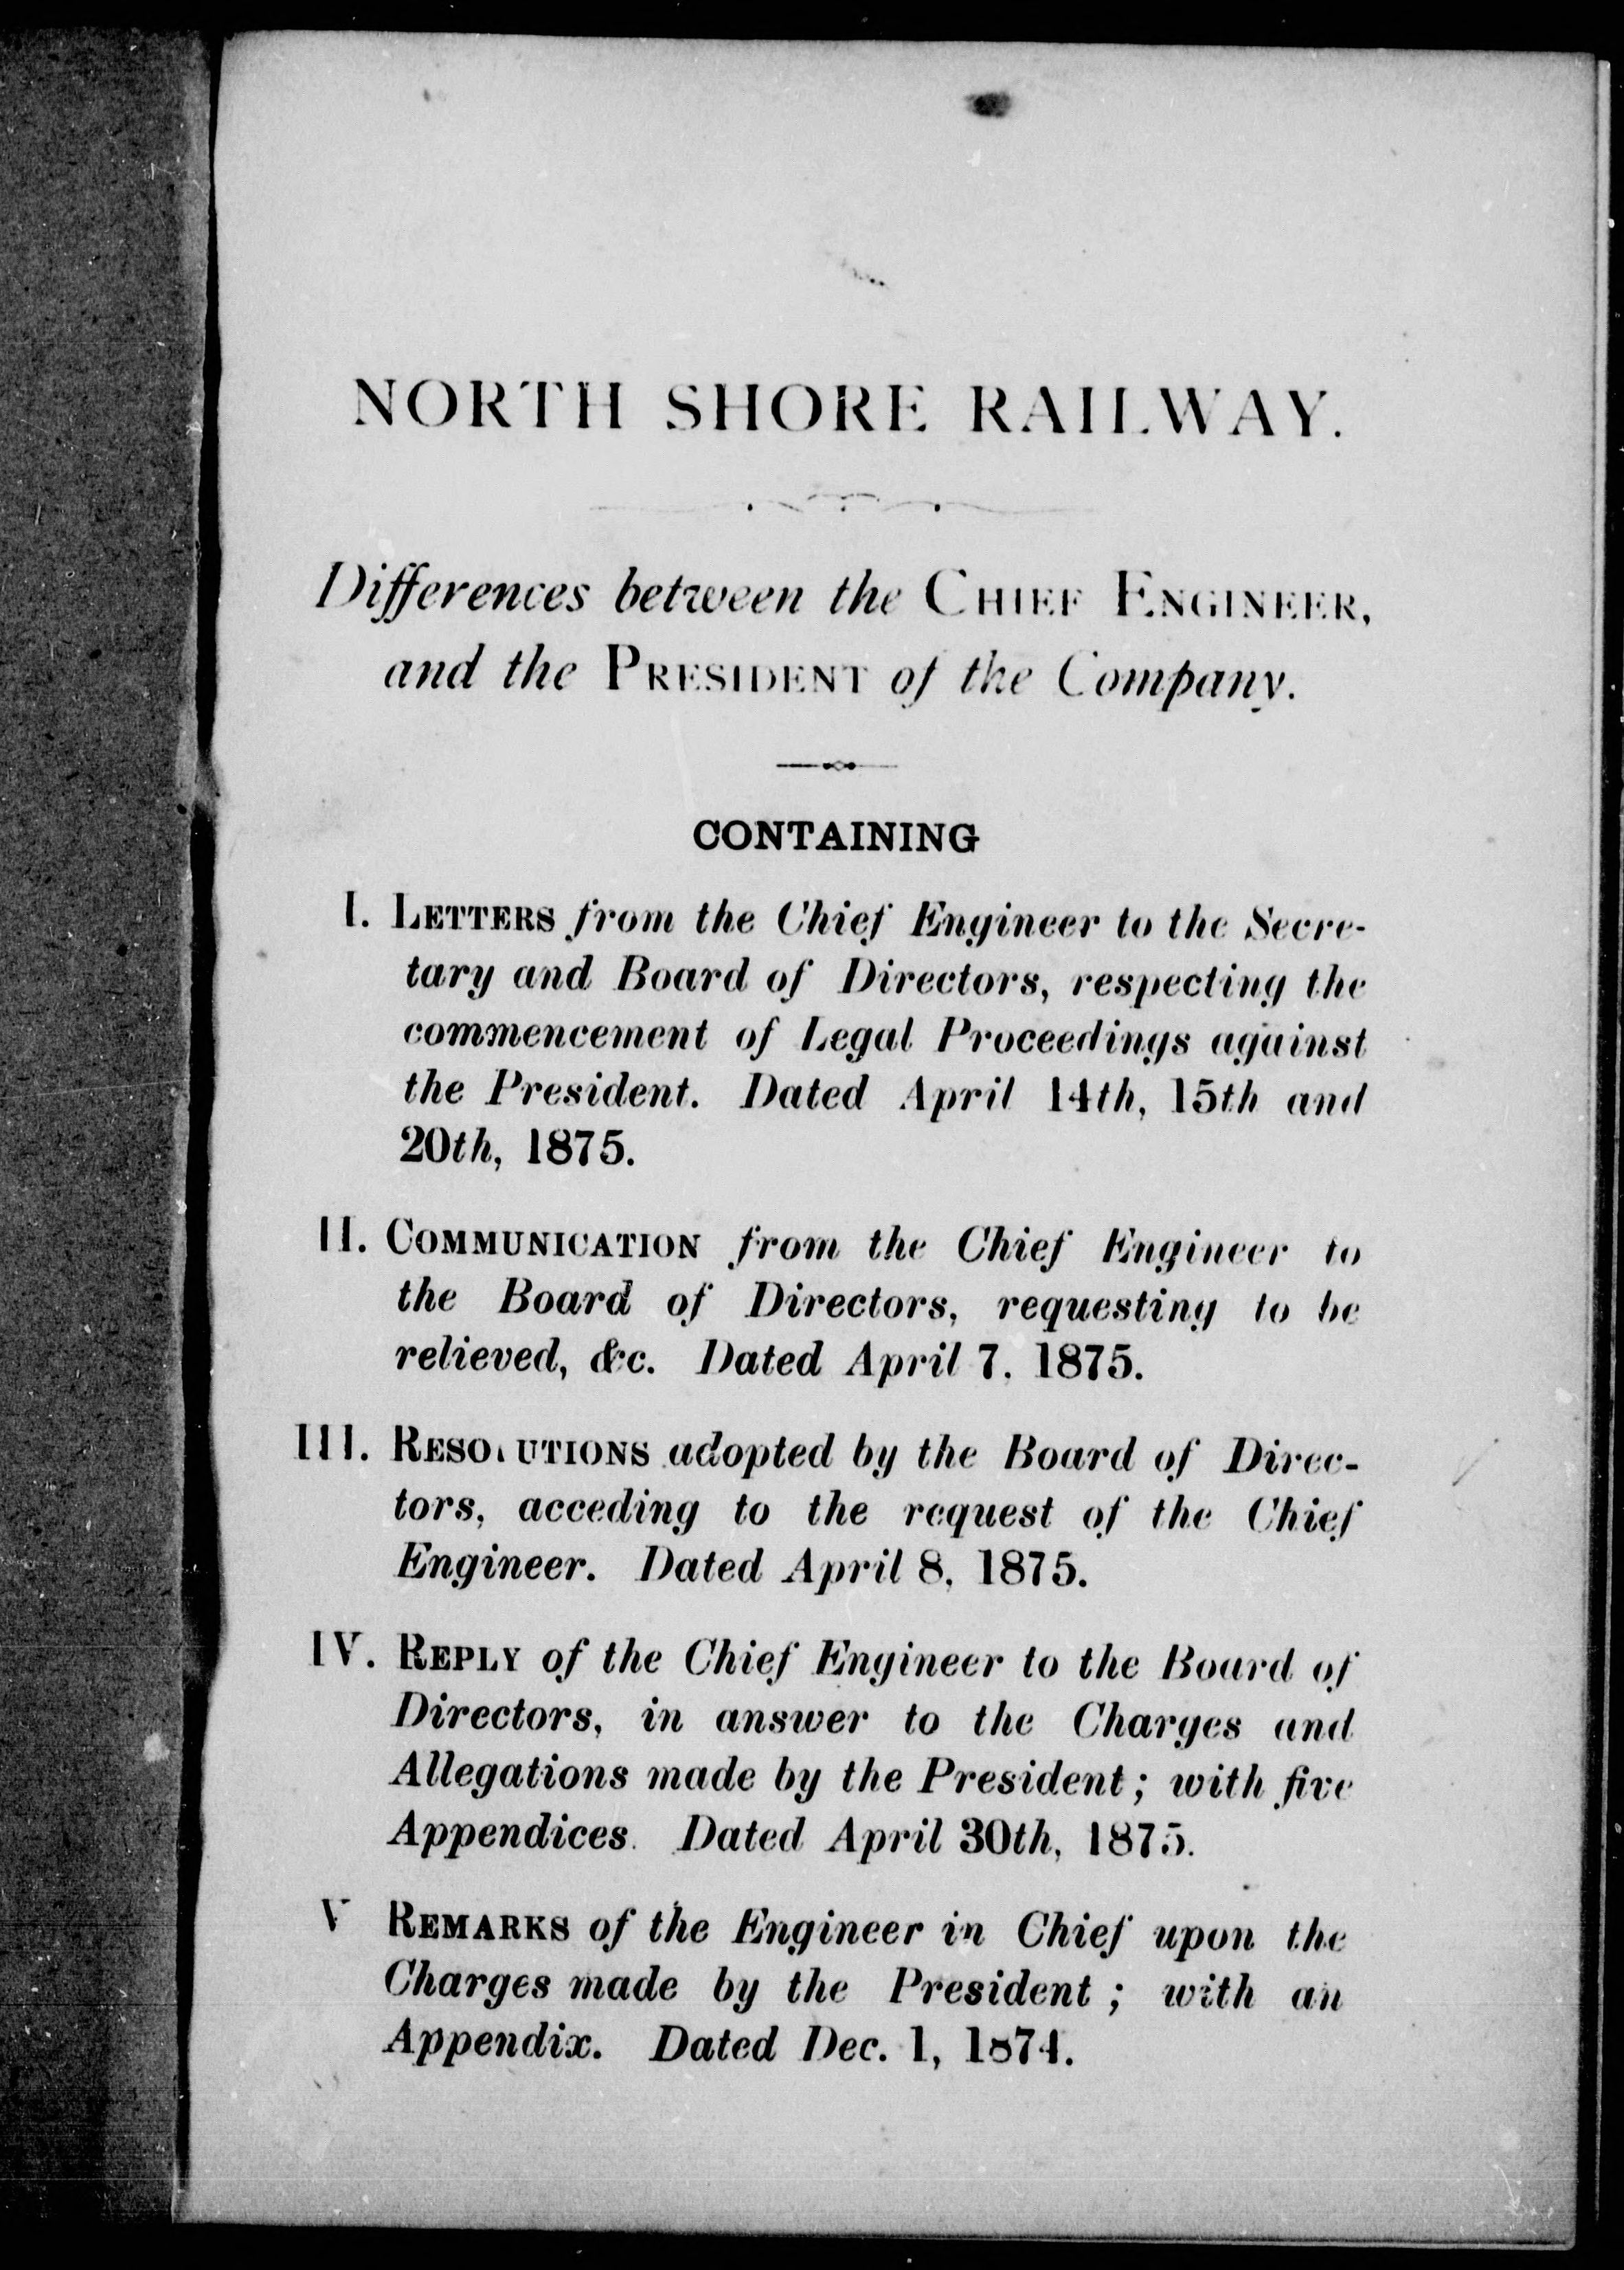 NORTH SHORE RAILWAY.
Differences between the CHIEF ENGINEER,
and the PRESIDENT of the Company.
CONTAINING
I. LETTERS from the Chief Engineer to the Secre-
tary and Board of Directors, respecting the
commencement of Legal Proceedings against
the President. Dated April 14th, 15th and
20th, 1875.
II. COMMUNICATION from the Chief Engineer to
the Board of Directors, requesting to be
relieved, &c. Dated April 7, 1875.
III. RESOLUTIONS adopted by the Board of Direc-
tors, acceding to the request of the Chief
Engineer. Dated April 8, 1875.
IV. REPLY of the Chief Engineer to the Board of
Directors, in answer to the Charges and
Allegations made by the President; with five
Appendices. Dated April 30th, 1875.
V REMARKS of the Engineer in Chief upon the
Charges made by the President; with an
Appendix. Dated Dec. 1, 1874.